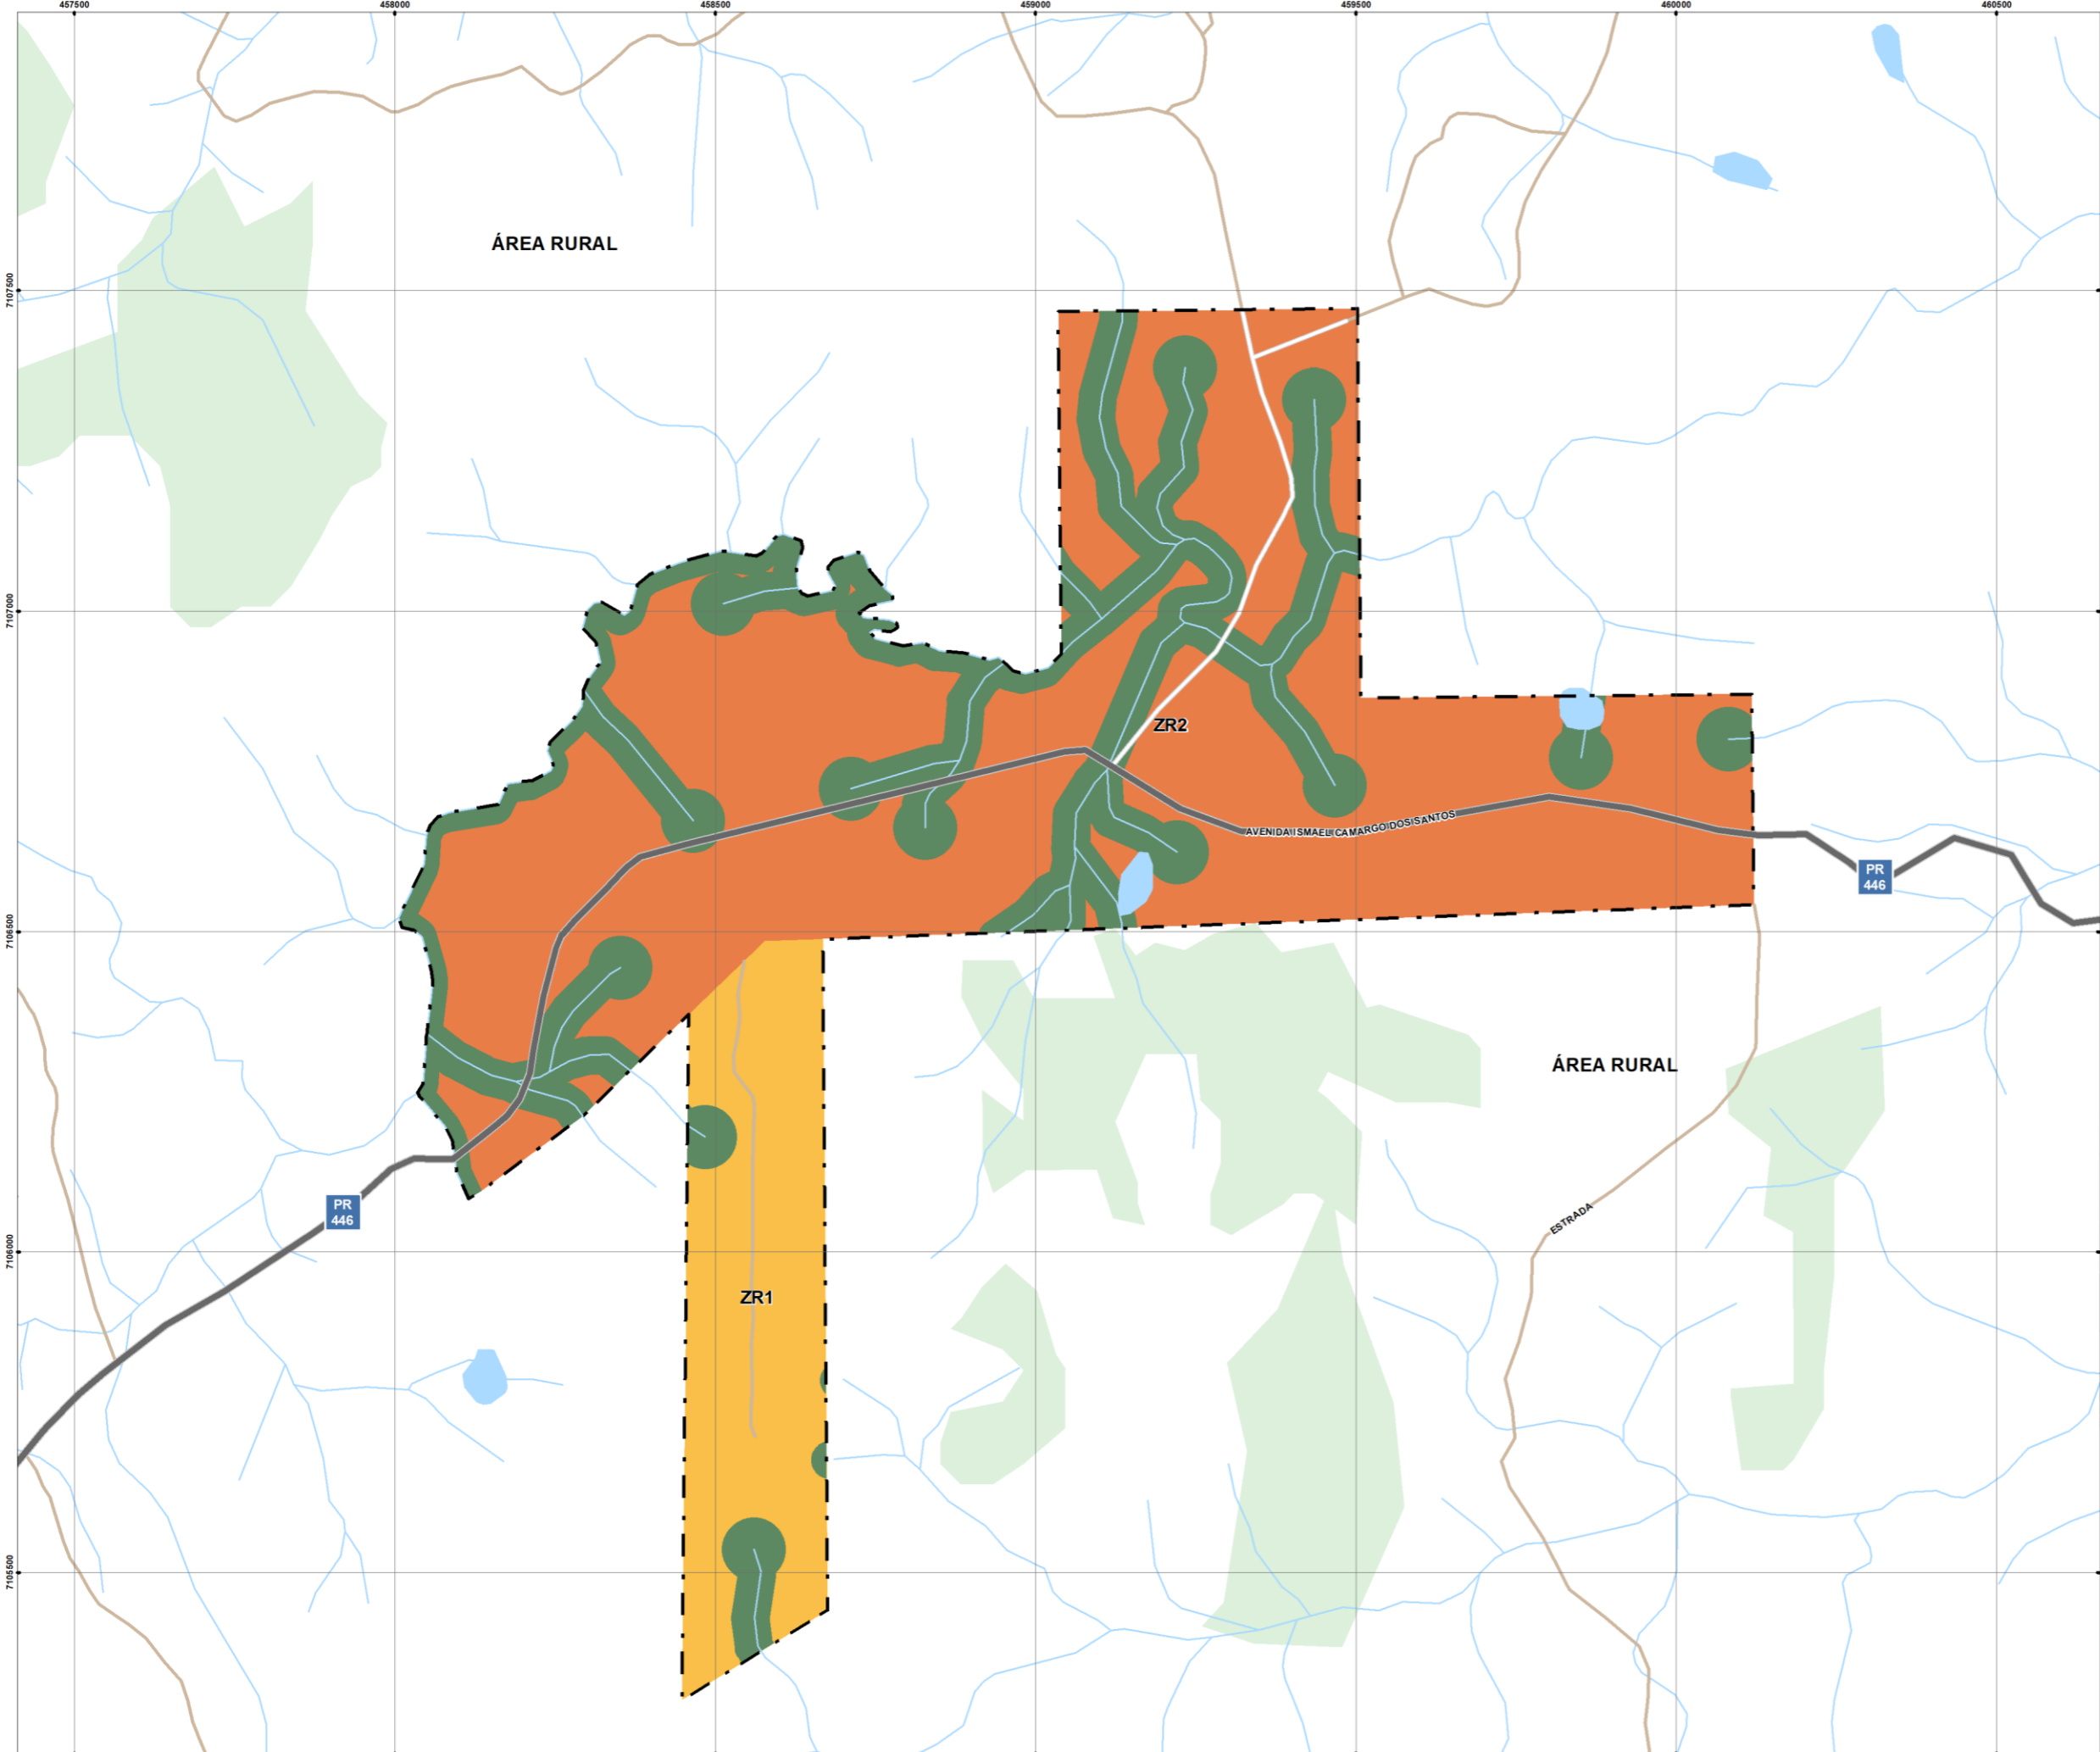 457500
458000
458500
459000
459500
460000
460500
ÁREA RURAL
7107500
7107000
ZR2
AVENIDA ISMAEL CAMARGO DOS SANTOS
PR
446
7106500
ÁREA RURAL
PR
446
ESTRADA
7106000
ZR1
7105500